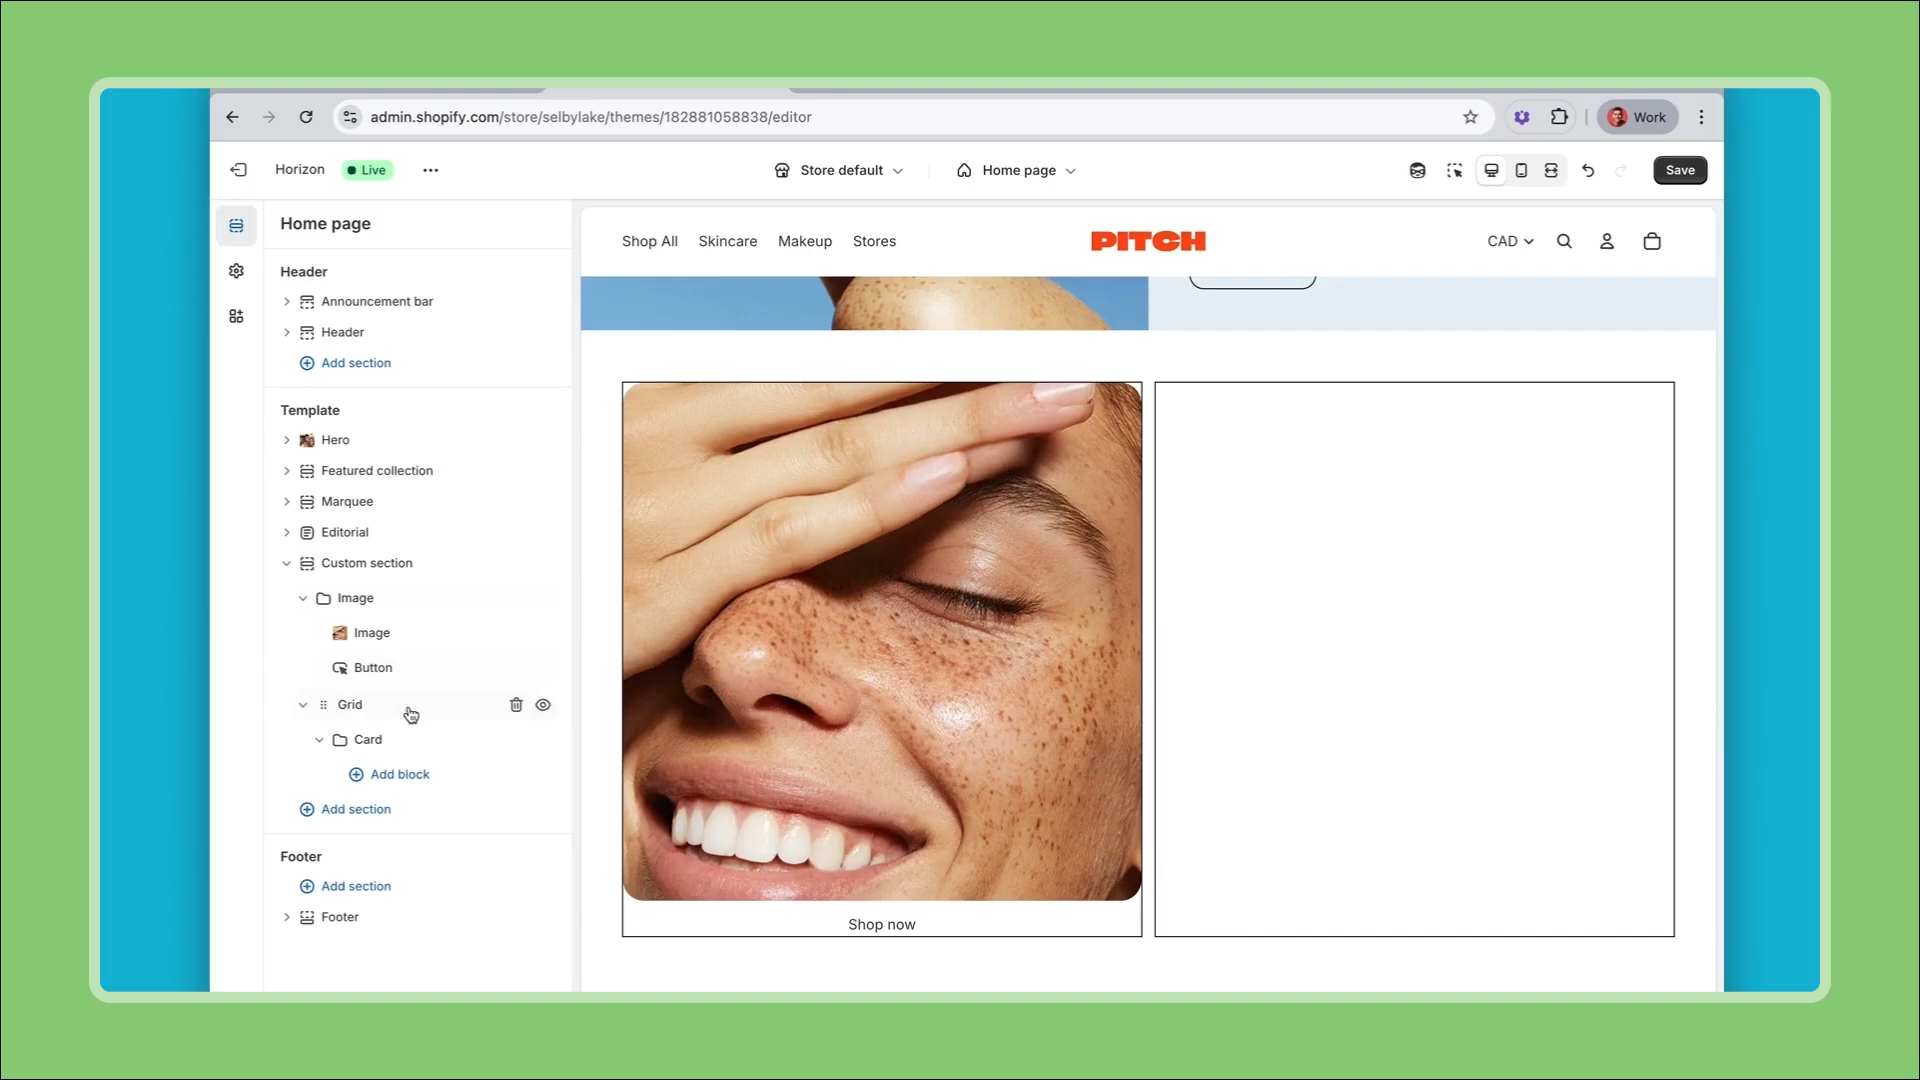 admin.shopify.com/store/selbylake/themes/182881058838/editor
Work
Horizon
Live
Store default
Home page
Save
Home page
Header
Announcement bar
Header
Add section
Template
Hero
Featured collection
Marquee
Editorial
Custom section
Image
Image
Button
Grid
Card
Add block
Add section
Footer
Add section
Footer
Shop All Skincare Makeup Stores
PITCH
CAD
Shop now